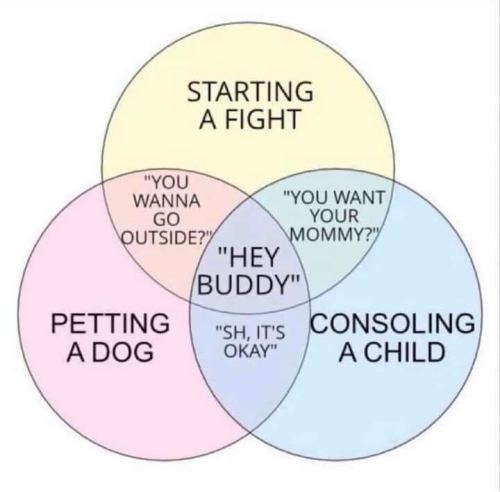 STARTING
A FIGHT
"YOU
WANNA
GO
OUTSIDE?"
"YOU WANT
YOUR
MOMMY?"
"HEY
BUDDY"
PETTING
A DOG
"SH, IT'S
OKAY"
CONSOLING
A CHILD